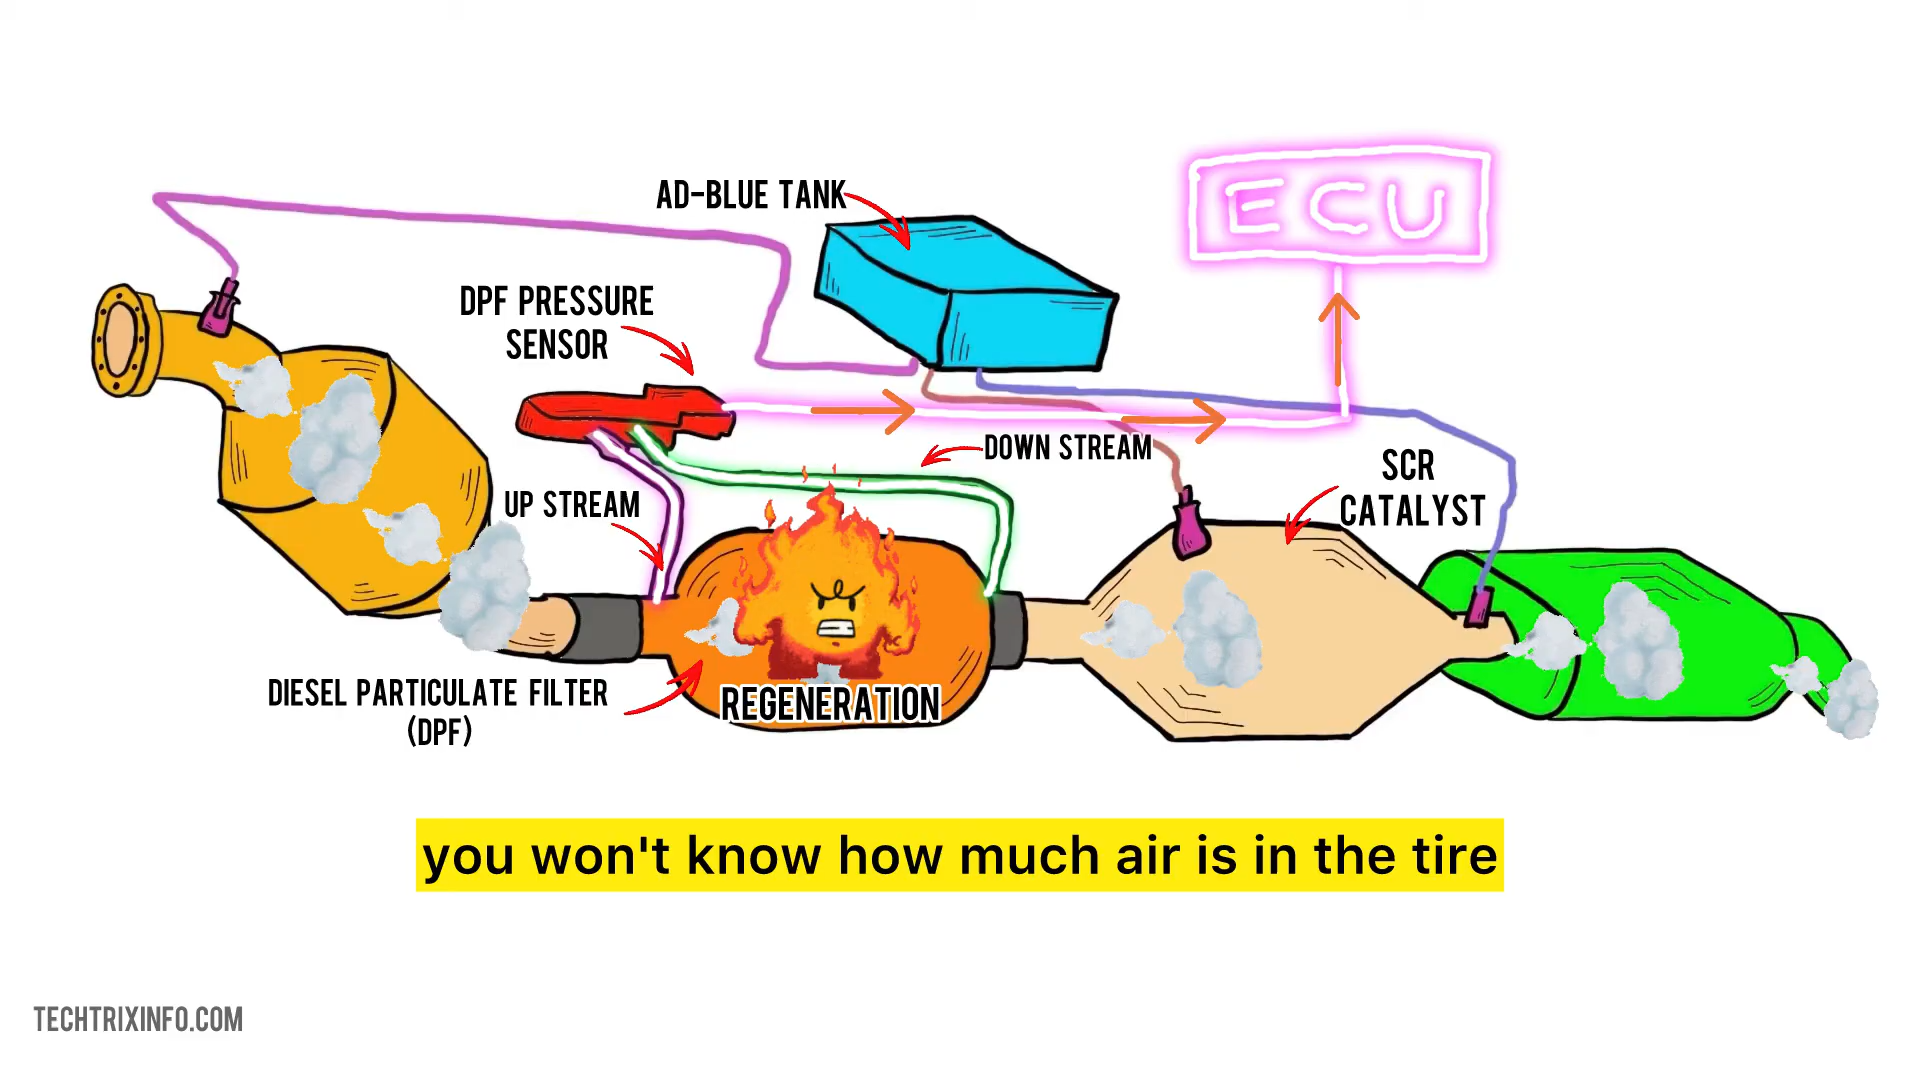 AD-BLUE TANK
ECU
DPF PRESSURE
SENSOR
DOWN STREAM
SCR
CATALYST
UP STREAM
DIESEL PARTICULATE FILTER
(DPF)
REGENERATION
you won't know how much air is in the tire
TECHTRIXINFO.COM